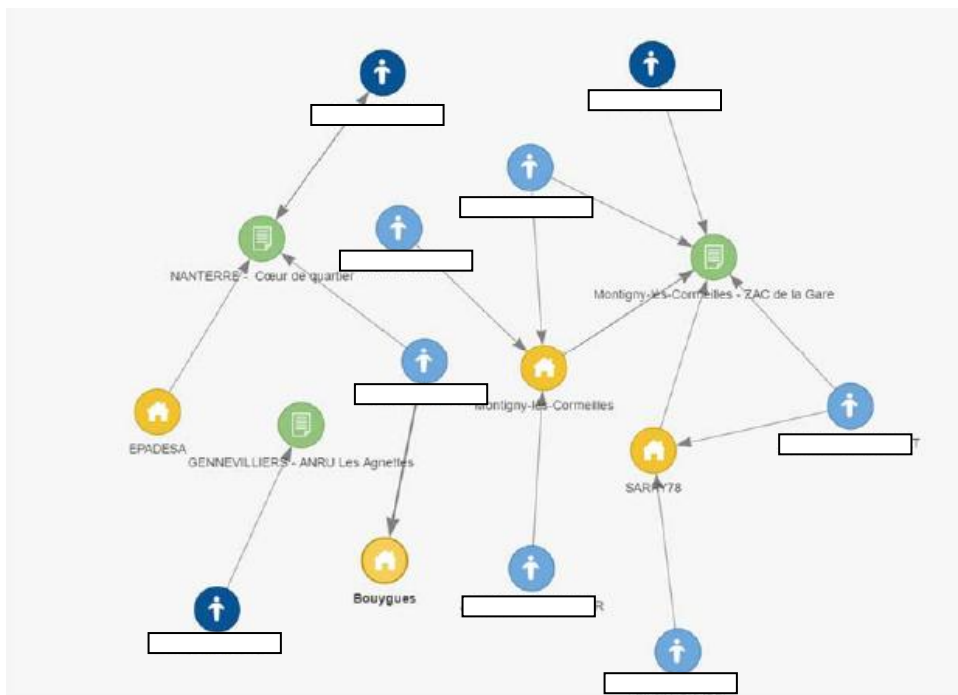 NANTERRE - Cœur de quartier
Montigny-lès-Cormeilles - ZAC de la Gare
Montigny-lès-Cormeilles
EPADESA
GENNEVILLIERS - ANRU Les Agnettes
T
SARRY78
Bouygues
R